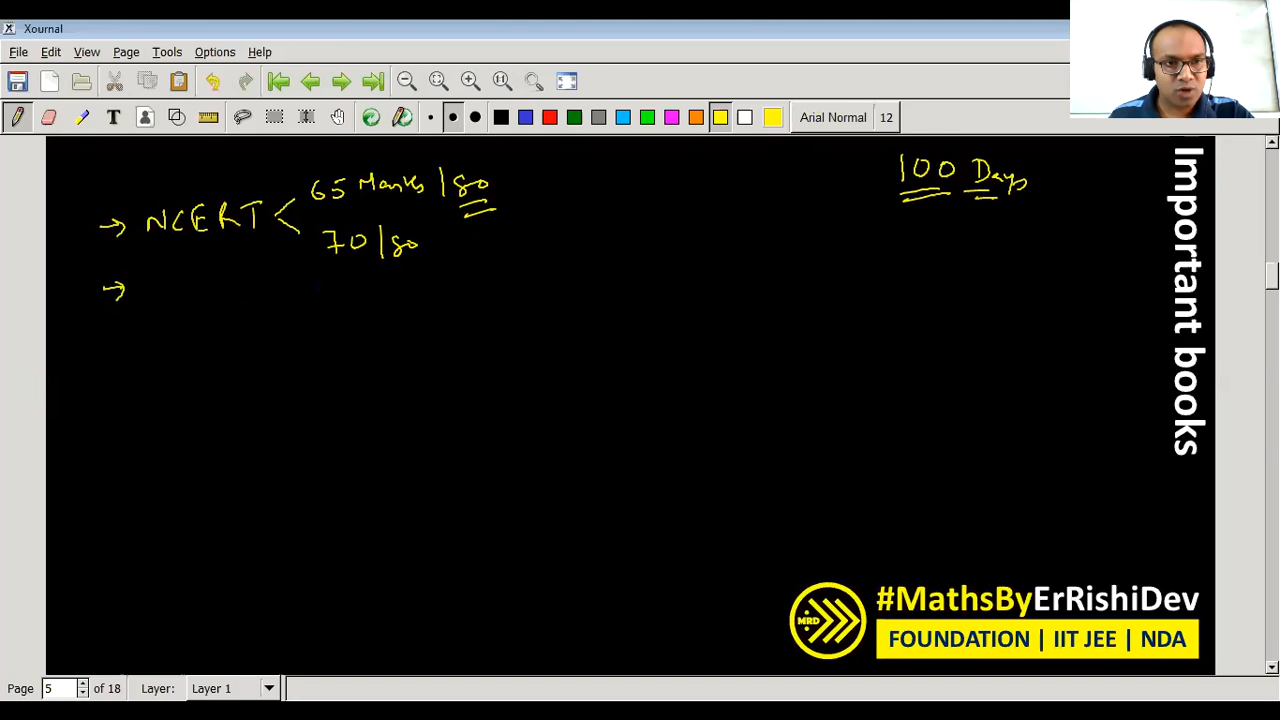 Xournal
File Edit View Page Tools Options Help
Arial Normal 12
100 Days
65 Marks / 80
→ NCERT <
70/80
→
Important books
MRD
#MathsByErRishiDev
FOUNDATION | IIT JEE | NDA
Page 5 of 18 Layer: Layer 1